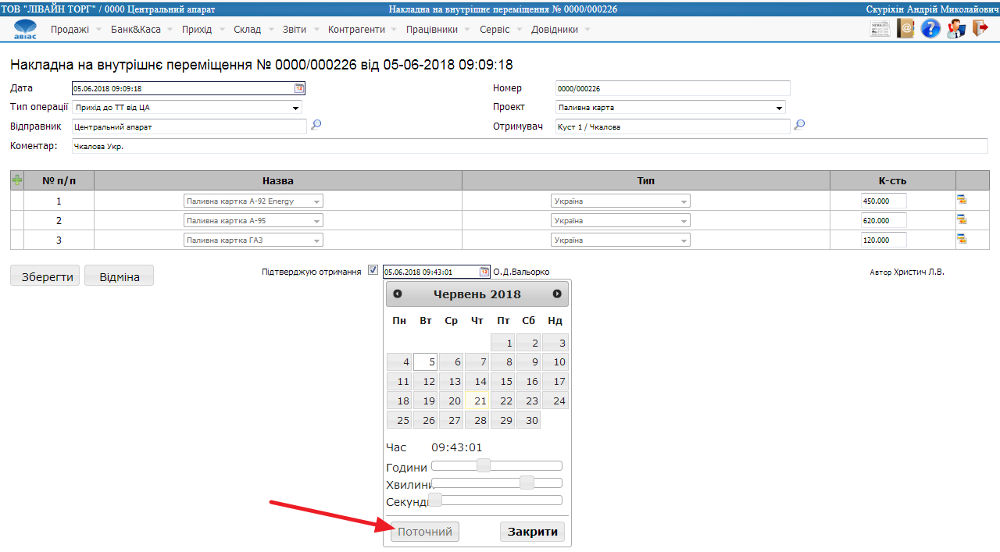 ТОВ "ЛІВАЙН ТОРГ" / 0000 Центральний апарат Накладна на внутрішнє переміщення № 0000/000226 Скуріхін Андрій Миколайович
авіас Продажі Банк&Каса Прихід Склад Звіти Контрагенти Працівники Сервіс Довідники NEWS @ ?
Накладна на внутрішнє переміщення № 0000/000226 від 05-06-2018 09:09:18
Дата 05.06.2018 09:09:18 12 Номер 0000/000226
Тип операції Прихід до ТТ від ЦА Проект Паливна карта
Відправник Центральний апарат Отримувач Куст 1 / Чкалова
Коментар: Чкалова Укр.
№ п/п Назва Тип К-сть
1 Паливна картка А-92 Energy Україна 450.000
2 Паливна картка А-95 Україна 620.000
3 Паливна картка ГАЗ Україна 120.000
Зберегти Відміна Підтверджую отримання 05.06.2018 09:43:01 12 О.Д.Вальорко Автор Христич Л.В.
Червень 2018
Пн Вт Ср Чт Пт Сб Нд
1 2 3
4 5 6 7 8 9 10
11 12 13 14 15 16 17
18 19 20 21 22 23 24
25 26 27 28 29 30
Час 09:43:01
Години
Хвилини
Секунди
Поточний Закрити